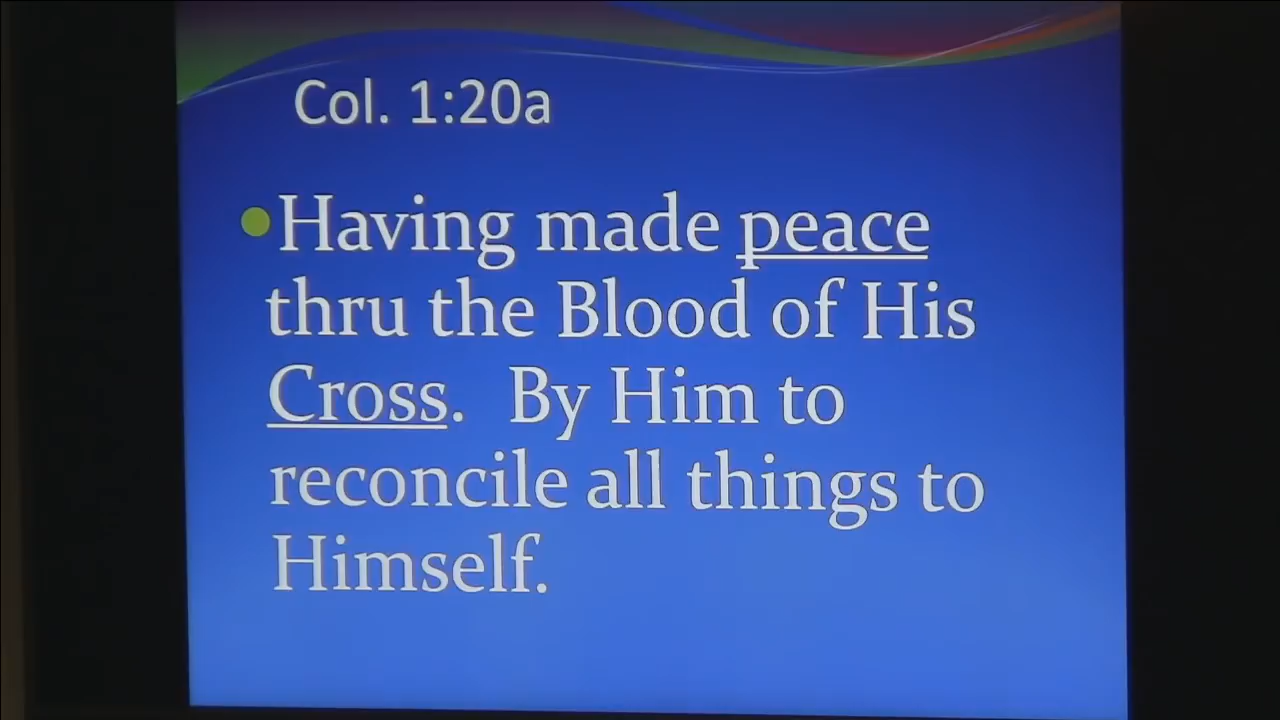 Col. 1:20a
Having made peace
thru the Blood of His
Cross. By Him to
reconcile all things to
Himself.